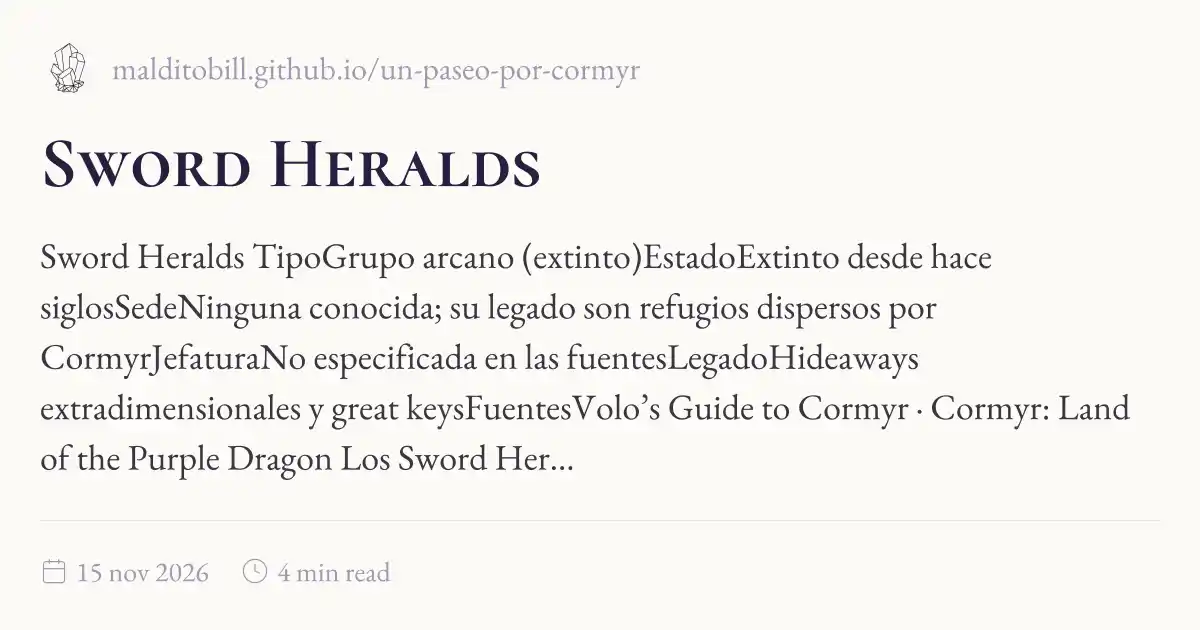 malditobill.github.io/un-paseo-por-cormyr
Sword Heralds
Sword Heralds TipoGrupo arcano (extinto)EstadoExtinto desde hace
siglosSedeNinguna conocida; su legado son refugios dispersos por
CormyrJefaturaNo especificada en las fuentesLegadoHideaways
extradimensionales y great keysFuentesVolo’s Guide to Cormyr · Cormyr: Land
of the Purple Dragon Los Sword Her...
15 nov 2026
4 min read